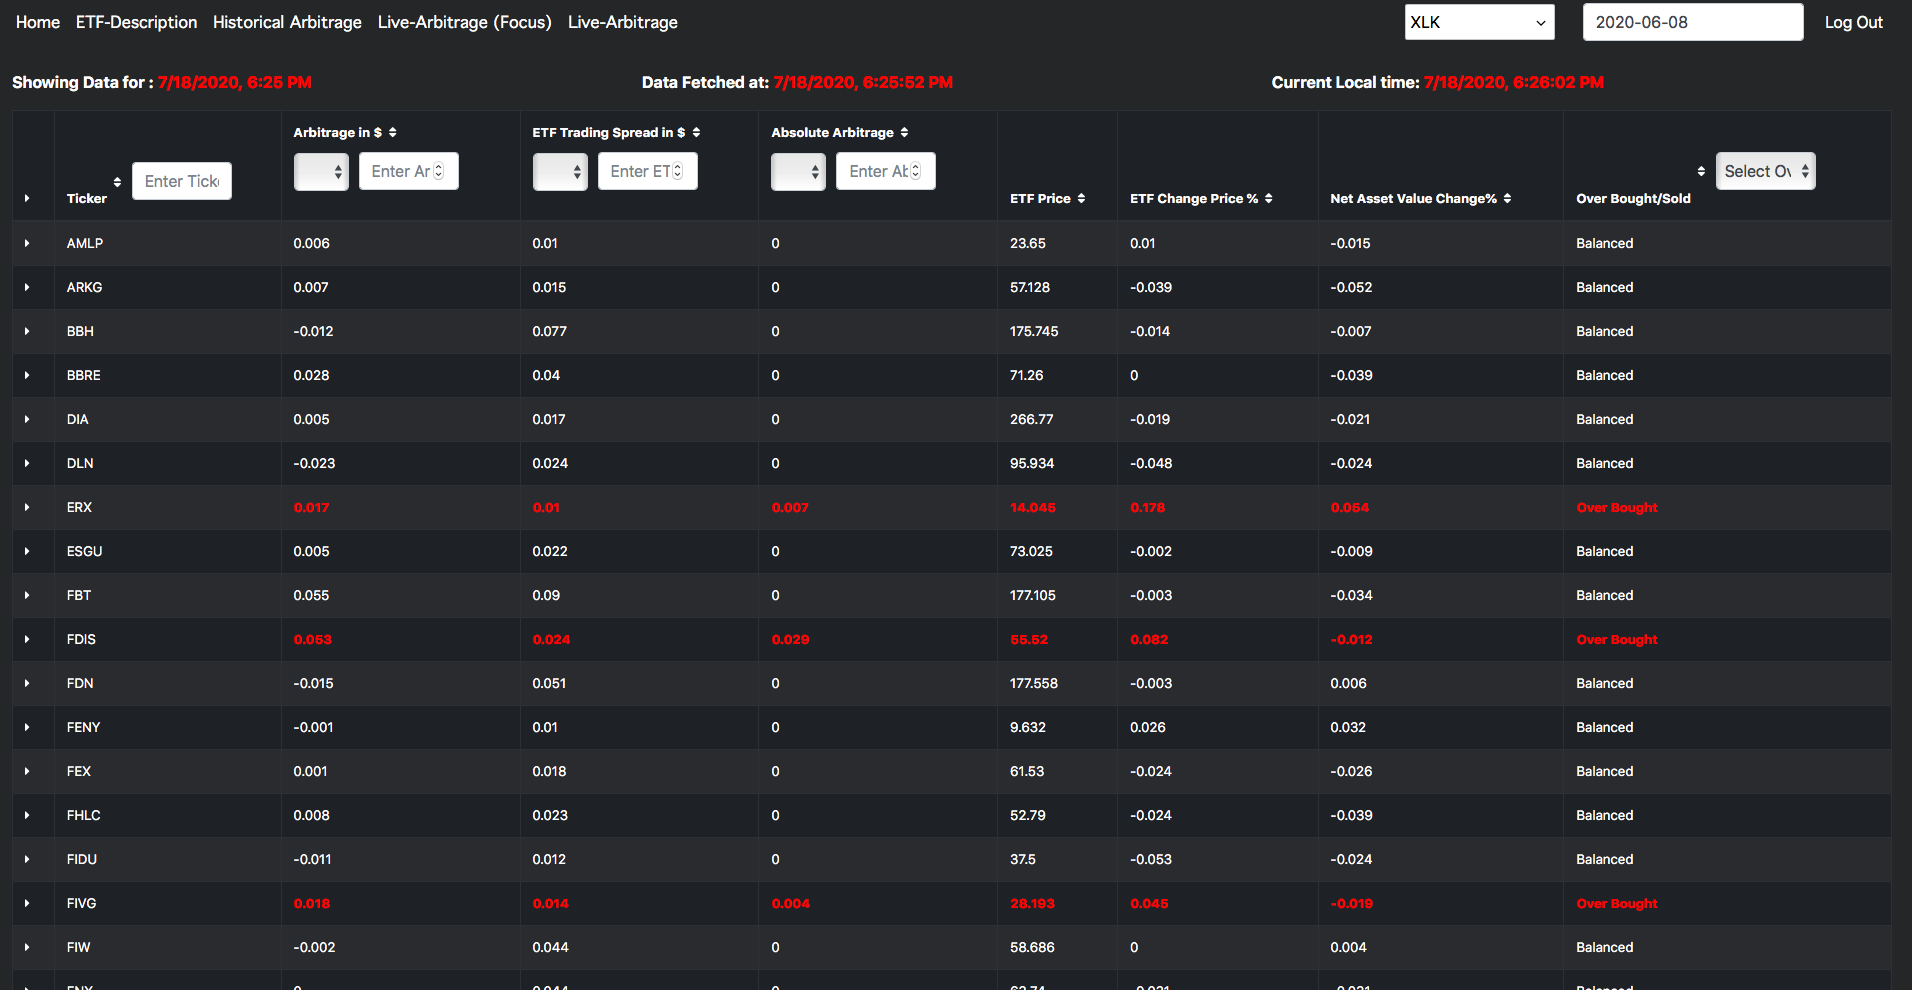 Home ETF-Description Historical Arbitrage Live-Arbitrage (Focus) Live-Arbitrage XLK 2020-06-08 Log Out
Showing Data for : 7/18/2020, 6:25 PM Data Fetched at: 7/18/2020, 6:25:52 PM Current Local time: 7/18/2020, 6:26:02 PM
Arbitrage in $ ETF Trading Spread in $ Absolute Arbitrage
Enter Tick Enter Ar Enter ET Enter Ab Select Ov
Ticker ETF Price ETF Change Price % Net Asset Value Change% Over Bought/Sold
AMLP 0.006 0.01 0 23.65 0.01 -0.015 Balanced
ARKG 0.007 0.015 0 57.128 -0.039 -0.052 Balanced
BBH -0.012 0.077 0 175.745 -0.014 -0.007 Balanced
BBRE 0.028 0.04 0 71.26 0 -0.039 Balanced
DIA 0.005 0.017 0 266.77 -0.019 -0.021 Balanced
DLN -0.023 0.024 0 95.934 -0.048 -0.024 Balanced
ERX 0.017 0.01 0.007 14.045 0.178 0.054 Over Bought
ESGU 0.005 0.022 0 73.025 -0.002 -0.009 Balanced
FBT 0.055 0.09 0 177.105 -0.003 -0.034 Balanced
FDIS 0.053 0.024 0.029 55.52 0.082 -0.012 Over Bought
FDN -0.015 0.051 0 177.558 -0.003 0.006 Balanced
FENY -0.001 0.01 0 9.632 0.026 0.032 Balanced
FEX 0.001 0.018 0 61.53 -0.024 -0.026 Balanced
FHLC 0.008 0.023 0 52.79 -0.024 -0.039 Balanced
FIDU -0.011 0.012 0 37.5 -0.053 -0.024 Balanced
FIVG 0.018 0.014 0.004 28.193 0.045 -0.019 Over Bought
FIW -0.002 0.044 0 58.686 0 0.004 Balanced